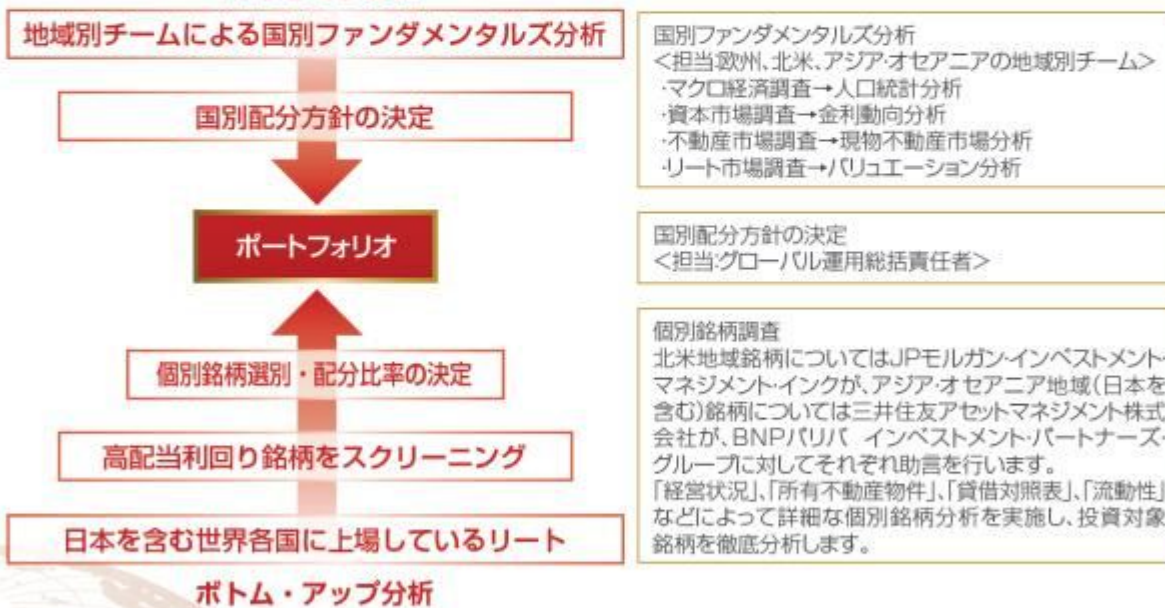 地域別チームによる国別ファンダメンタルズ分析
国別配分方針の決定
ポートフォリオ
個別銘柄選別・配分比率の決定
高配当利回り銘柄をスクリーニング
日本を含む世界各国に上場しているリート
ボトム・アップ分析
国別ファンダメンタルズ分析
<担当:欧州、北米、アジア・オセアニアの地域別チーム>
・マクロ経済調査→人口統計分析
・資本市場調査→金利動向分析
・不動産市場調査→現物不動産市場分析
・リート市場調査→バリュエーション分析
国別配分方針の決定
<担当:グローバル運用総括責任者>
個別銘柄調査
北米地域銘柄についてはJPモルガン・インベストメント・
マネジメント・インクが、アジア・オセアニア地域(日本を
含む)銘柄については三井住友アセットマネジメント株式
会社が、BNPパリバ インベストメント・パートナーズ・
グループに対してそれぞれ助言を行います。
「経営状況」、「所有不動産物件」、「貸借対照表」、「流動性」
などによって詳細な個別銘柄分析を実施し、投資対象
銘柄を徹底分析します。